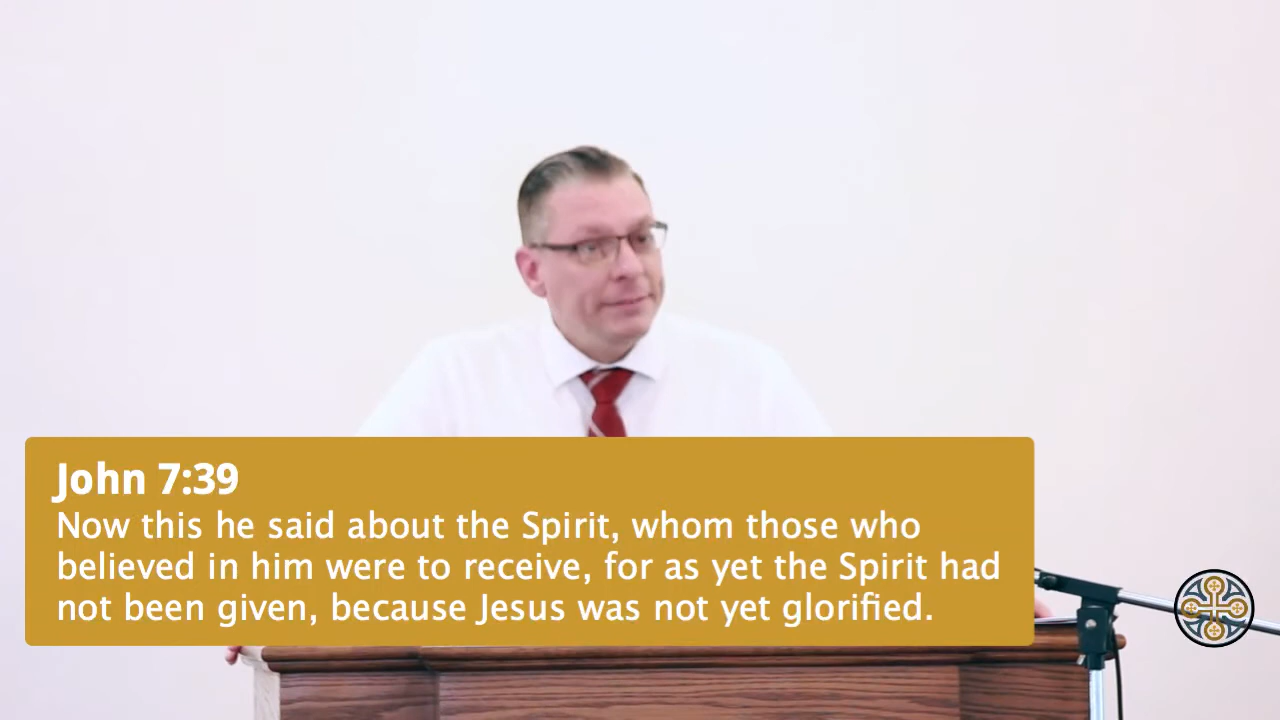 John 7:39
Now this he said about the Spirit, whom those who
believed in him were to receive, for as yet the Spirit had
not been given, because Jesus was not yet glorified.